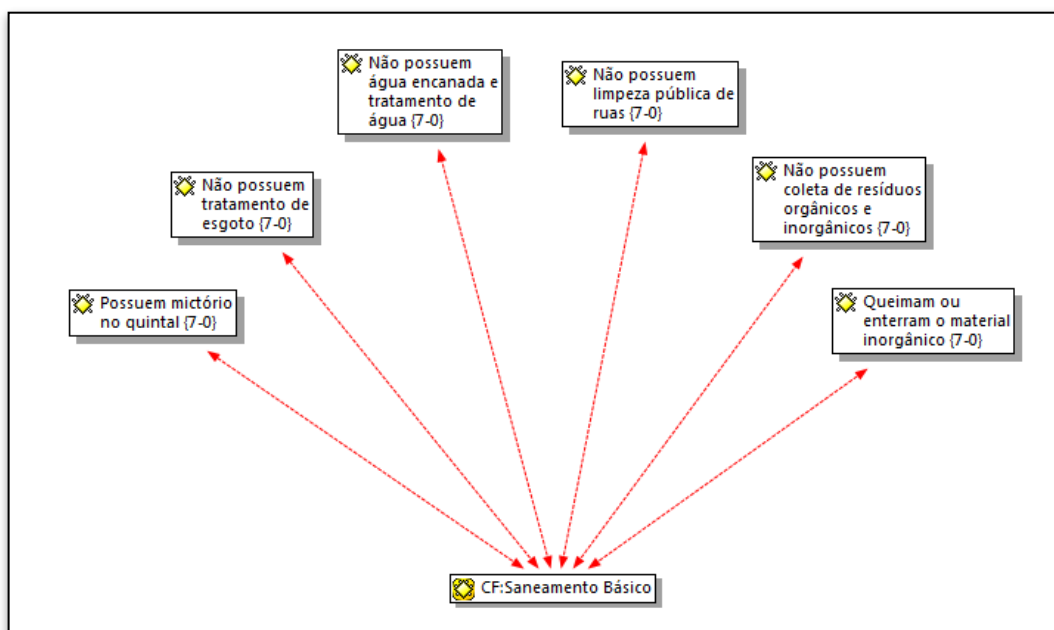 Não possuem
água encanada e
tratamento de
água {7-0}
Não possuem
limpeza pública de
ruas {7-0}
Não possuem
coleta de resíduos
orgânicos e
inorgânicos {7-0}
Não possuem
tratamento de
esgoto {7-0}
Possuem mictório
no quintal {7-0}
Queimam ou
enterram o material
inorgânico {7-0}
CF:Saneamento Básico